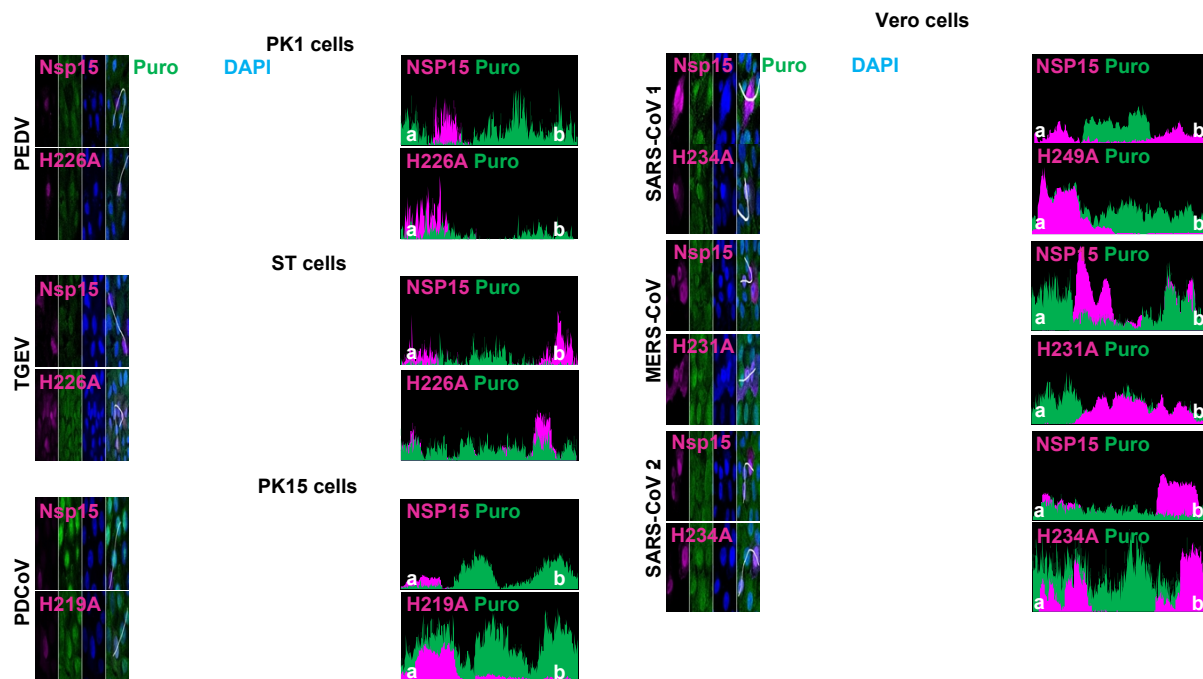 PK1 cells
Nsp15 Puro DAPI
NSP15 Puro
a b
PEDV
H226A
H226A Puro
a b
ST cells
Nsp15
NSP15 Puro
a b
TGEV
H226A
H226A Puro
a b
PK15 cells
Nsp15
NSP15 Puro
a b
PDCoV
H219A
H219A Puro
a b
Vero cells
Nsp15 Puro DAPI
NSP15 Puro
a b
SARS-CoV 1
H234A
H249A Puro
a b
Nsp15
NSP15 Puro
a b
MERS-CoV
H231A
H231A Puro
a b
Nsp15
NSP15 Puro
a b
SARS-CoV 2
H234A
H234A Puro
a b